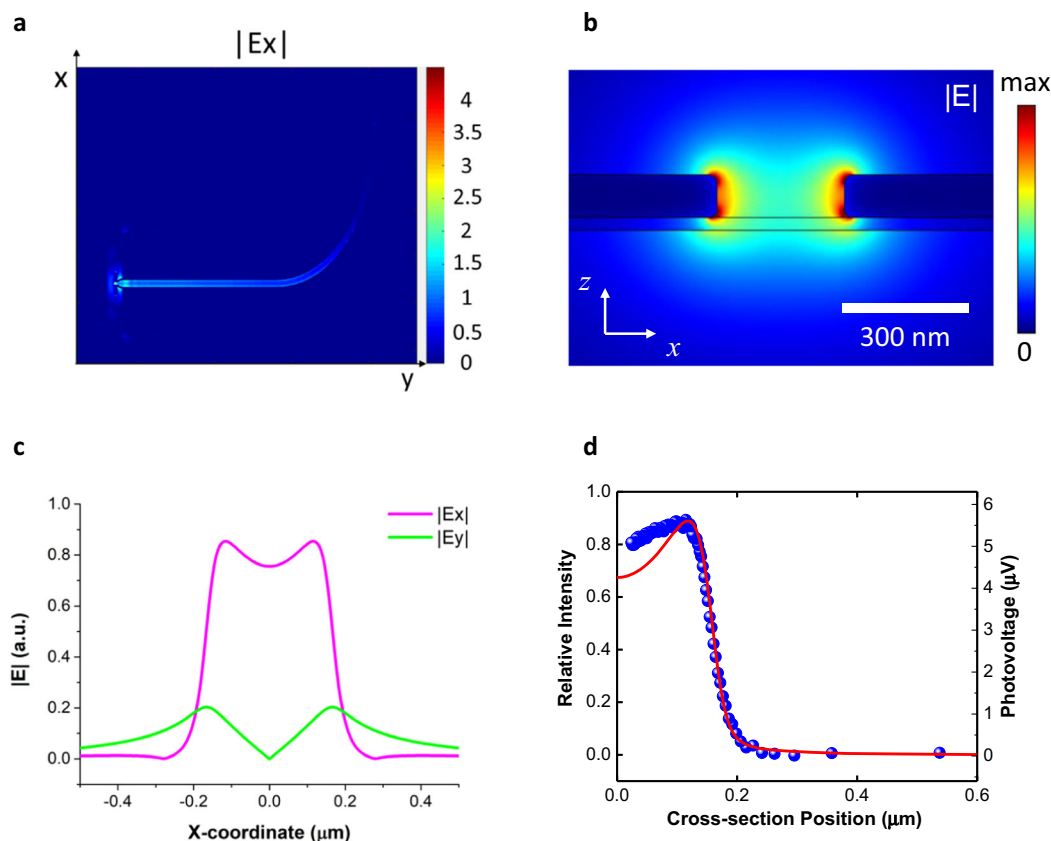 a
|Ex|
x
4
3.5
3
2.5
2
1.5
1
0.5
0
y
b
|E|
max
z
x
300 nm
0
c
1.0
0.8
0.6
0.4
0.2
0.0
|E| (a.u.)
|Ex|
|Ey|
-0.4
-0.2
0.0
0.2
0.4
X-coordinate (μm)
d
1.0
0.8
0.6
0.4
0.2
0.0
Relative Intensity
6
5
4
3
2
1
0
Photovoltage (μV)
0.0
0.2
0.4
0.6
Cross-section Position (μm)